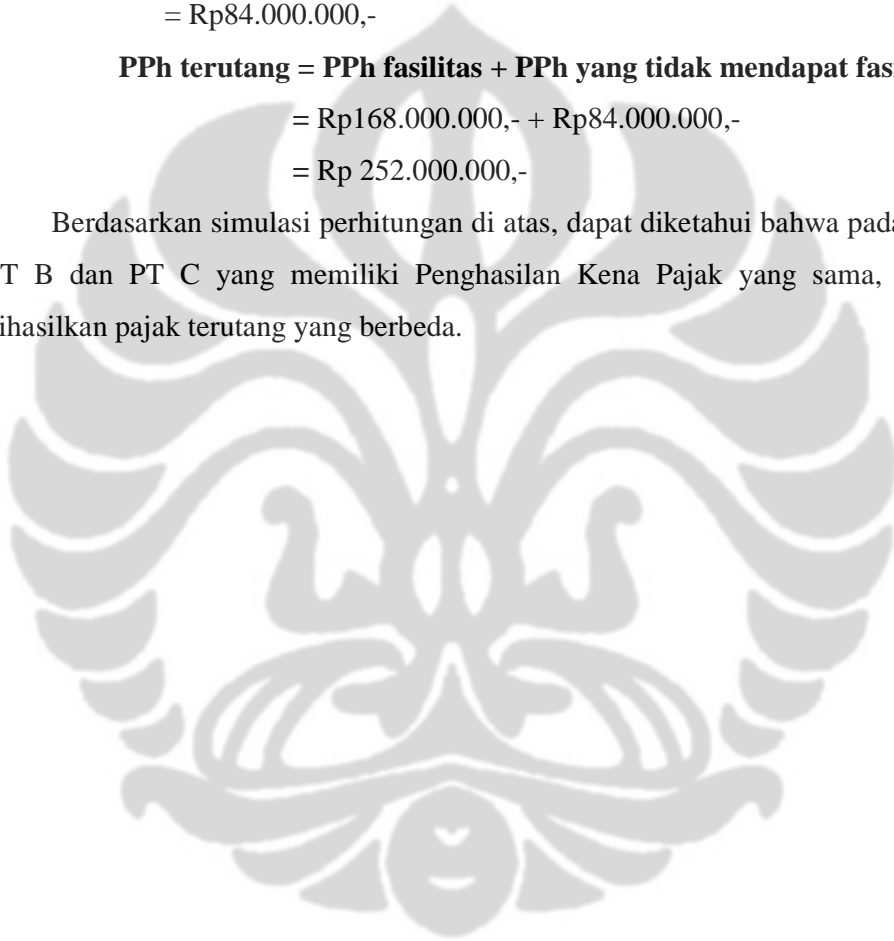 = Rp84.000.000,-
PPh terutang = PPh fasilitas + PPh yang tidak mendapat
= Rp168.000.000,- + Rp84.000.000,-
= Rp 252.000.000,-
Berdasarkan simulasi perhitungan di atas, dapat diketahui bahwa pada
T B dan PT C yang memiliki Penghasilan Kena Pajak yang sama,
ihasilkan pajak terutang yang berbeda.